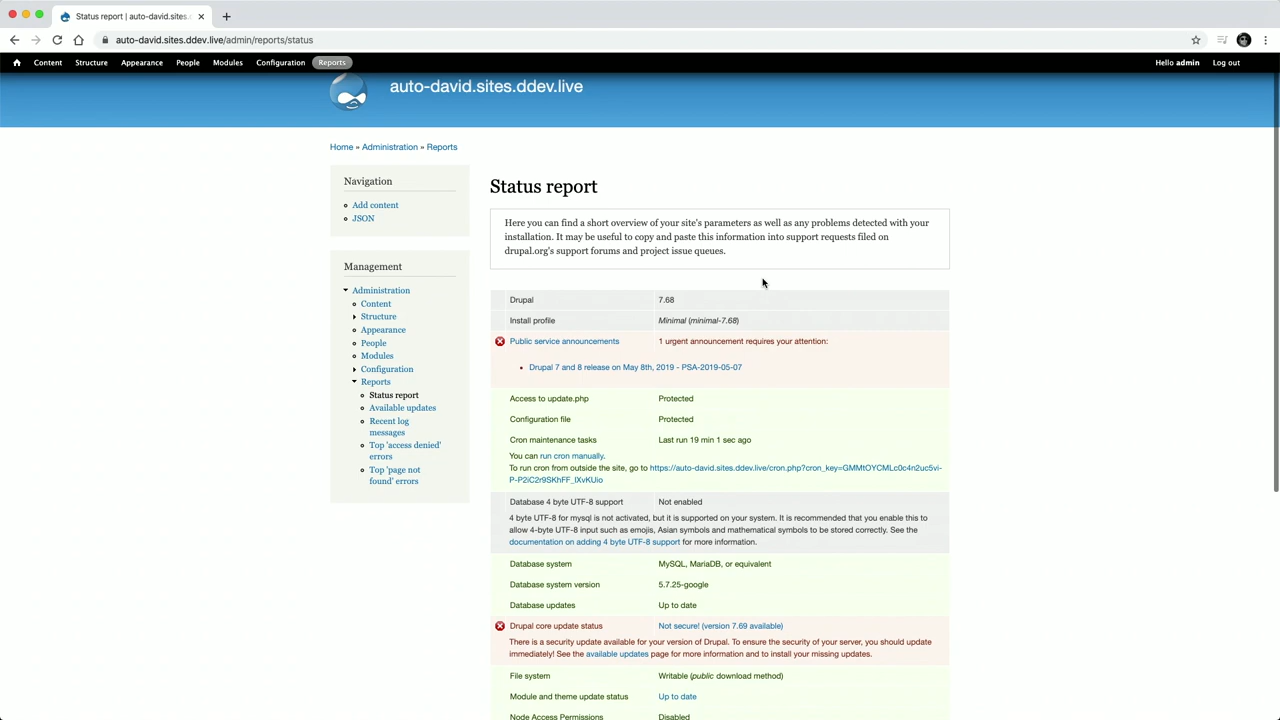 Status report | auto-david.sites.
auto-david.sites.ddev.live/admin/reports/status
Content Structure Appearance People Modules Configuration Reports Hello admin Log out
auto-david.sites.ddev.live
Home » Administration » Reports
Navigation
Add content
JSON
Management
Administration
Content
Structure
Appearance
People
Modules
Configuration
Reports
Status report
Available updates
Recent log
messages
Top 'access denied'
errors
Top 'page not
found' errors
Status report
Here you can find a short overview of your site's parameters as well as any problems detected with your
installation. It may be useful to copy and paste this information into support requests filed on
drupal.org's support forums and project issue queues.
Drupal 7.68
Install profile Minimal (minimal-7.68)
Public service announcements 1 urgent announcement requires your attention:
Drupal 7 and 8 release on May 8th, 2019 - PSA-2019-05-07
Access to update.php Protected
Configuration file Protected
Cron maintenance tasks Last run 19 min 1 sec ago
You can run cron manually.
To run cron from outside the site, go to https://auto-david.sites.ddev.live/cron.php?cron_key=GMMtOYCMLc0c4n2uc5vi-
P-P2iC2r9SKhFF_lXvKUio
Database 4 byte UTF-8 support Not enabled
4 byte UTF-8 for mysql is not activated, but it is supported on your system. It is recommended that you enable this to
allow 4-byte UTF-8 input such as emojis, Asian symbols and mathematical symbols to be stored correctly. See the
documentation on adding 4 byte UTF-8 support for more information.
Database system MySQL, MariaDB, or equivalent
Database system version 5.7.25-google
Database updates Up to date
Drupal core update status Not secure! (version 7.69 available)
There is a security update available for your version of Drupal. To ensure the security of your server, you should update
immediately! See the available updates page for more information and to install your missing updates.
File system Writable (public download method)
Module and theme update status Up to date
Node Access Permissions Disabled